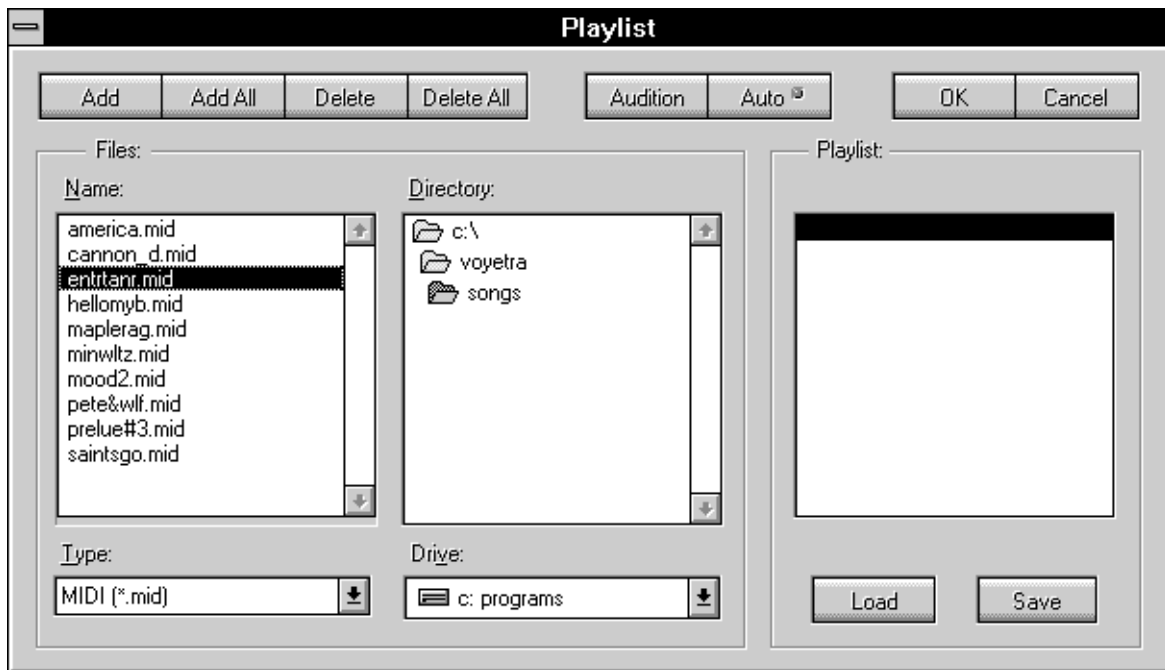 Playlist
Add Add All Delete Delete All Audition Auto OK Cancel
Files: Playlist:
Name: Directory:
america.mid
cannon_d.mid
entrtanr.mid
hellomyb.mid
maplerag.mid
minwltz.mid
mood2.mid
pete&wlf.mid
prelue#3.mid
saintsgo.mid
c:\
voyetra
songs
Type: Drive:
MIDI (*.mid) c: programs
Load Save